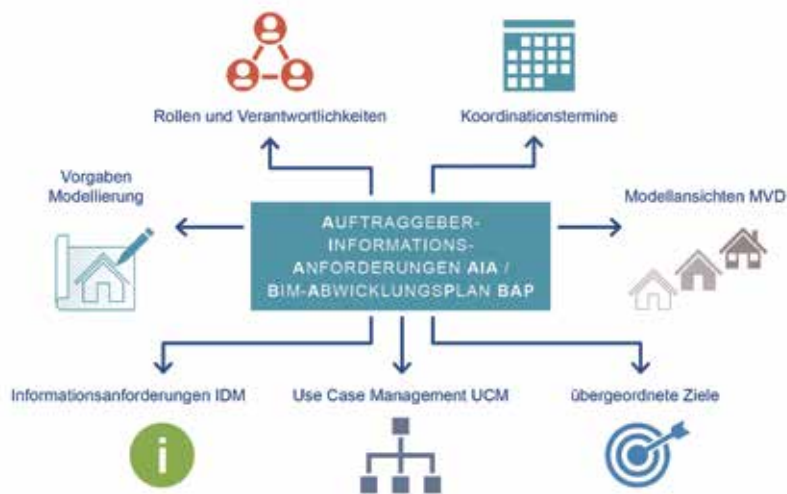 Rollen und Verantwortlichkeiten
Koordinationstermine
Vorgaben
Modellierung
Modellansichten MVD
AUFTRAGGEBER-
INFORMATIONS-
ANFORDERUNGEN AIA /
BIM-ABWICKLUNGSPLAN BAP
Informationsanforderungen IDM
Use Case Management UCM
übergeordnete Ziele
i